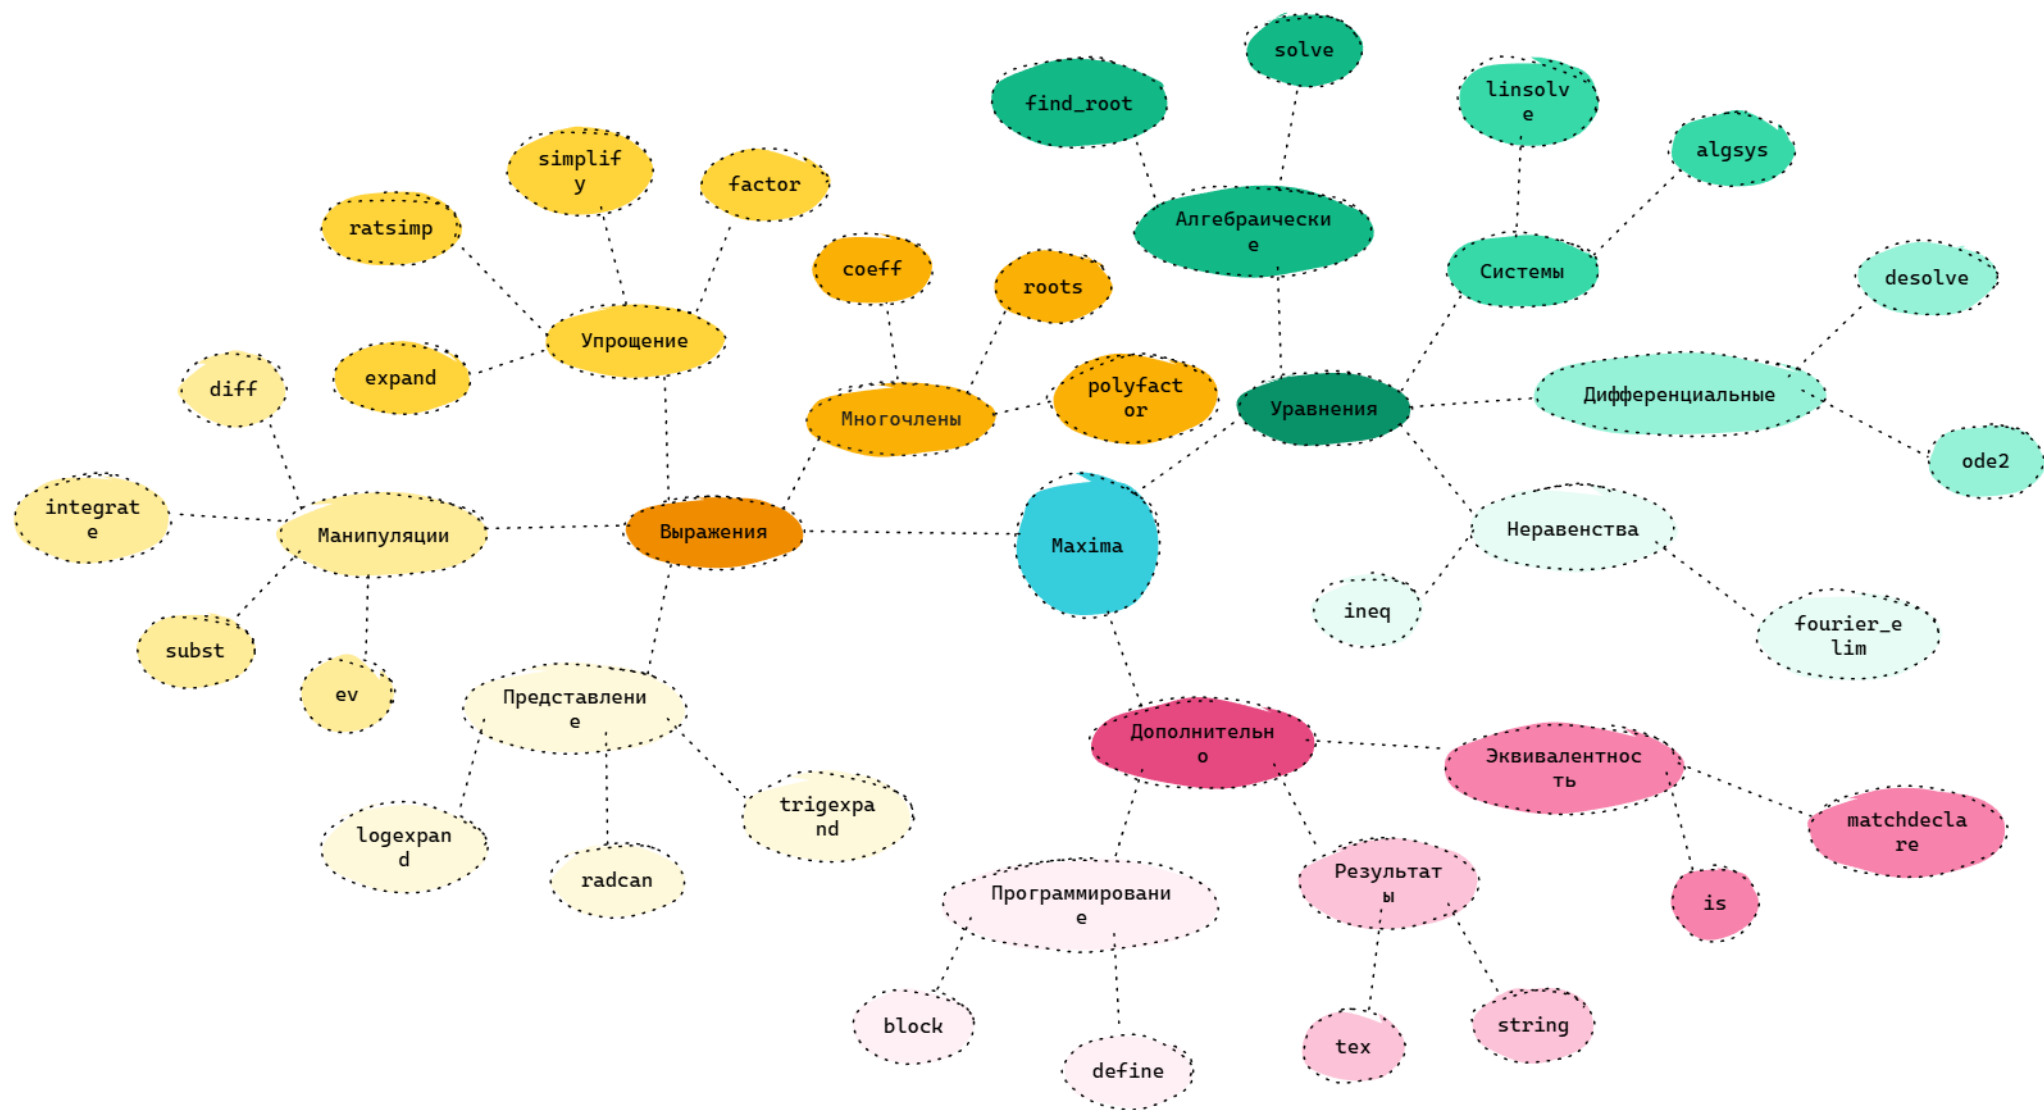 solve
find_root
linsolv
e
algsys
simplif
y
factor
ratsimp
Алгебраически
е
coeff
roots
Системы
desolve
Упрощение
expand
diff
polyfact
or
Многочлены
Уравнения
Дифференциальные
ode2
integrat
e
Манипуляции
Выражения
Maxima
Неравенства
ineq
fourier_e
lim
subst
ev
Представлени
е
Дополнительн
о
Эквивалентнос
ть
trigexpa
nd
logexpan
d
radcan
matchdecla
re
Программировани
е
Результат
ы
is
block
define
tex
string